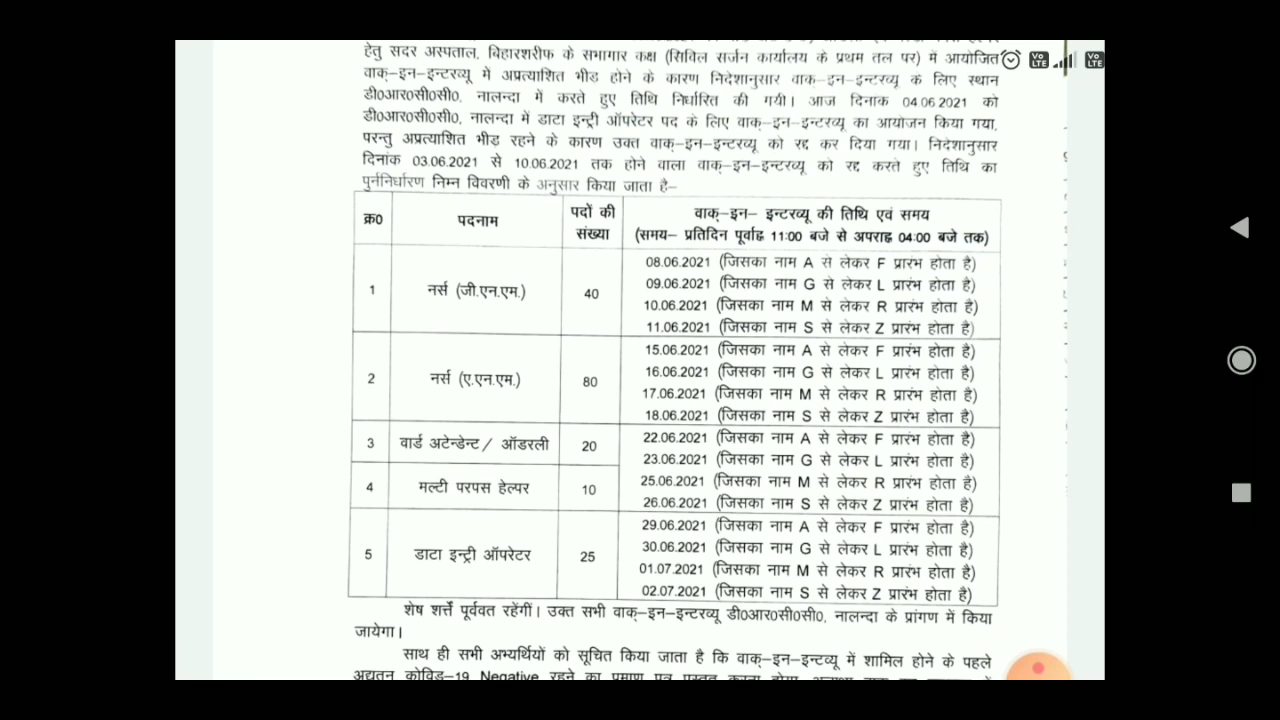 हेतु सदर अस्पताल, बिहारशरीफ के सभागार कक्ष (सिविल सर्जन कार्यालय के प्रथम तल पर) में आयोजित
वाक्–इन–इन्टरव्यू में अप्रत्याशित भीड़ होने के कारण निदेशानुसार वाक्–इन–इन्टरव्यू के लिए स्थान
डी0आर0सी0सी0, नालन्दा में करते हुए तिथि निर्धारित की गयी। आज दिनाक 04.06.2021 को
डी0आर0सी0सी0, नालन्दा में डाटा इन्ट्री ऑपरेटर पद के लिए वाक्–इन–इन्टरव्यू का आयोजन किया गया,
परन्तु अप्रत्याशित भीड़ रहने के कारण उक्त वाक्–इन–इन्टरव्यू को रद्द कर दिया गया। निदेशानुसार
दिनांक 03.06.2021 से 10.06.2021 तक होने वाला वाक्–इन–इन्टरव्यू को रद्द करते हुए तिथि का
पुर्ननिर्धारण निम्न विवरणी के अनुसार किया जाता है–
क्र0 पदनाम पदों की संख्या वाक्–इन– इन्टरव्यू की तिथि एवं समय
(समय– प्रतिदिन पूर्वाह्न 11:00 बजे से अपराह्न 04:00 बजे तक)
1 नर्स (जी.एन.एम.) 40
08.06.2021 (जिसका नाम A से लेकर F प्रारंभ होता है)
09.06.2021 (जिसका नाम G से लेकर L प्रारंभ होता है)
10.06.2021 (जिसका नाम M से लेकर R प्रारंभ होता है)
11.06.2021 (जिसका नाम S से लेकर Z प्रारंभ होता है)
2 नर्स (ए.एन.एम.) 80
15.06.2021 (जिसका नाम A से लेकर F प्रारंभ होता है)
16.06.2021 (जिसका नाम G से लेकर L प्रारंभ होता है)
17.06.2021 (जिसका नाम M से लेकर R प्रारंभ होता है)
18.06.2021 (जिसका नाम S से लेकर Z प्रारंभ होता है)
3 वार्ड अटेन्डेन्ट / ऑडरली 20
22.06.2021 (जिसका नाम A से लेकर F प्रारंभ होता है)
23.06.2021 (जिसका नाम G से लेकर L प्रारंभ होता है)
4 मल्टी परपस हेल्पर 10
25.06.2021 (जिसका नाम M से लेकर R प्रारंभ होता है)
26.06.2021 (जिसका नाम S से लेकर Z प्रारंभ होता है)
5 डाटा इन्ट्री ऑपरेटर 25
29.06.2021 (जिसका नाम A से लेकर F प्रारंभ होता है)
30.06.2021 (जिसका नाम G से लेकर L प्रारंभ होता है)
01.07.2021 (जिसका नाम M से लेकर R प्रारंभ होता है)
02.07.2021 (जिसका नाम S से लेकर Z प्रारंभ होता है)
शेष शर्त्तें पूर्ववत रहेंगीं। उक्त सभी वाक्–इन–इन्टरव्यू डी0आर0सी0सी0, नालन्दा के प्रांगण में किया
जायेगा।
साथ ही सभी अभ्यर्थियों को सूचित किया जाता है कि वाक्–इन–इन्टव्यू में शामिल होने के पहले
अद्यतन कोविड–19 Negative रहने का प्रमाण पत्र
Vo LTE
Vo LTE